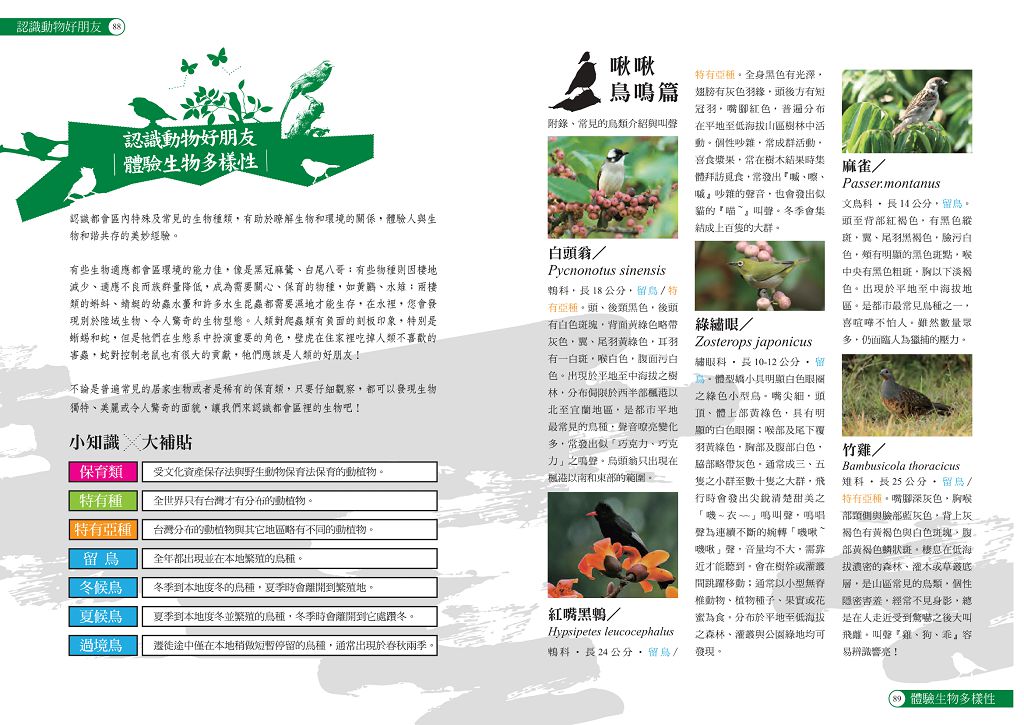 認識動物好朋友 88
認識動物好朋友
體驗生物多樣性
認識都會區內特殊及常見的生物種類，有助於瞭解生物和環境的關係，體驗人與生
物和諧共存的美妙經驗。
有些生物適應都會區環境的能力佳，像是黑冠麻鷺、白尾八哥；有些物種則因棲地
減少、適應不良而族群量降低，成為需要關心、保育的物種，如黃鸝、水雉；兩棲
類的蝌蚪、蜻蜓的幼蟲水蠆和許多水生昆蟲都需要濕地才能生存，在水裡，您會發
現別於陸域生物、令人驚奇的生物型態。人類對爬蟲類有負面的刻板印象，特別是
蜥蜴和蛇，但是牠們在生態系中扮演重要的角色，壁虎在住家裡吃掉人類不喜歡的
害蟲，蛇對控制老鼠也有很大的貢獻，牠們應該是人類的好朋友！
不論是普遍常見的居家生物或者是稀有的保育類，只要仔細觀察，都可以發現生物
獨特、美麗或令人驚奇的面貌，讓我們來認識都會區裡的生物吧！
小知識大補貼
保育類 受文化資產保存法與野生動物保育法保育的動植物。
特有種 全世界只有台灣才有分布的動植物。
特有亞種 台灣分布的動植物與其它地區略有不同的動植物。
留鳥 全年都出現並在本地繁殖的鳥種。
冬候鳥 冬季到本地度冬的鳥種，夏季時會離開到繁殖地。
夏候鳥 夏季到本地度冬並繁殖的鳥種，冬季時會離開到它處躦冬。
過境鳥 遷徙途中僅在本地稍做短暫停留的鳥種，通常出現於春秋兩季。
啾啾
鳥鳴篇
附錄、常見的鳥類介紹與叫聲
白頭翁／
Pycnonotus sinensis
鵯科，長 18 公分，留鳥／特
有亞種。頭、後頸黑色，後頭
有白色斑塊，背面黃綠色略帶
灰色，翼、尾羽黃綠色，耳羽
有一白斑，喉白色，腹面污白
色。出現於平地至中海拔之樹
林，分布侷限於西半部楓港以
北至宜蘭地區，是都市平地
最常見的鳥種，聲音嘹亮變化
多，常發出似「巧克力、巧克
力」之鳴聲。烏頭翁只出現在
楓港以南和東部的範圍。
紅嘴黑鵯／
Hypsipetes leucocephalus
鵯科・長 24 公分・留鳥／
特有亞種。全身黑色有光澤，
翅膀有灰色羽緣，頭後方有短
冠羽，嘴腳紅色，普遍分布
在平地至低海拔山區樹林中活
動。個性吵雜，常成群活動，
喜食漿果，常在樹木結果時集
體拜訪覓食，常發出『嘁、嚓、
嘁』吵雜的聲音，也會發出似
貓的『喵～』叫聲。冬季會集
結成上百隻的大群。
綠繡眼／
Zosterops japonicus
繡眼科・長 10-12 公分・留
鳥。體型嬌小具明顯白色眼圈
之綠色小型鳥。嘴尖細，頭
頂、體上部黃綠色，具有明
顯的白色眼圈；喉部及尾下覆
羽黃綠色，胸部及腹部白色，
脇部略帶灰色。通常成三、五
隻之小群至數十隻之大群，飛
行時會發出尖銳清楚甜美之
「嘰～衣～～」鳴叫聲，鳴唱
聲為連續不斷的婉轉「嘰啾～
嘰啾」聲，音量均不大，需靠
近才能聽到。會在樹幹或灌叢
間跳躍移動；通常以小型無脊
椎動物、植物種子、果實或花
蜜為食。分布於平地至低海拔
之森林、灌叢與公園綠地均可
發現。
麻雀／
Passer.montanus
文鳥科・長 14 公分，留鳥。
頭至背部紅褐色，有黑色縱
斑，翼、尾羽黑褐色，臉污白
色，頰有明顯的黑色斑點，喉
中央有黑色粗斑，胸以下淡褐
色。出現於平地至中海拔地
區。是都市最常見鳥種之一，
喜喧嘩不怕人。雖然數量眾
多，仍面臨人為獵捕的壓力。
竹雞／
Bambusicola thoracicus
雉科・長 25 公分・留鳥／
特有亞種。嘴腳深灰色，胸喉
部頸側與臉部藍灰色，背上灰
褐色有黃褐色與白色斑塊，腹
部黃褐色鱗狀斑。棲息在低海
拔濃密的森林、灌木或草叢底
層，是山區常見的鳥類，個性
隱密害羞，經常不見身影，總
是在人走近受到驚嚇之後大叫
飛離。叫聲『雞、狗、乖』容
易辨識響亮！
89 體驗生物多樣性